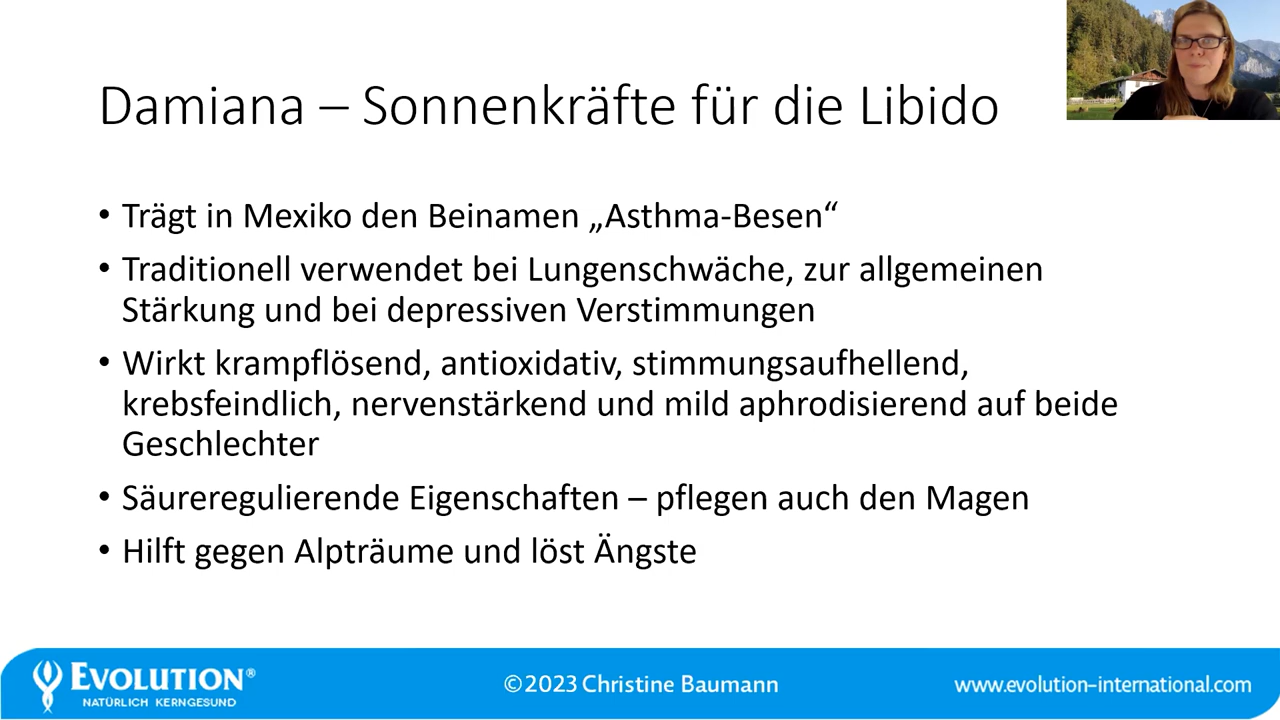 Damiana – Sonnenkräfte für die Libido
• Trägt in Mexiko den Beinamen „Asthma-Besen“
• Traditionell verwendet bei Lungenschwäche, zur allgemeinen
Stärkung und bei depressiven Verstimmungen
• Wirkt krampflösend, antioxidativ, stimmungsaufhellend,
krebsfeindlich, nervenstärkend und mild aphrodisierend auf beide
Geschlechter
• Säureregulierende Eigenschaften – pflegen auch den Magen
• Hilft gegen Alpträume und löst Ängste
EVOLUTION®
NATÜRLICH KERNGESUND
©2023 Christine Baumann
www.evolution-international.com